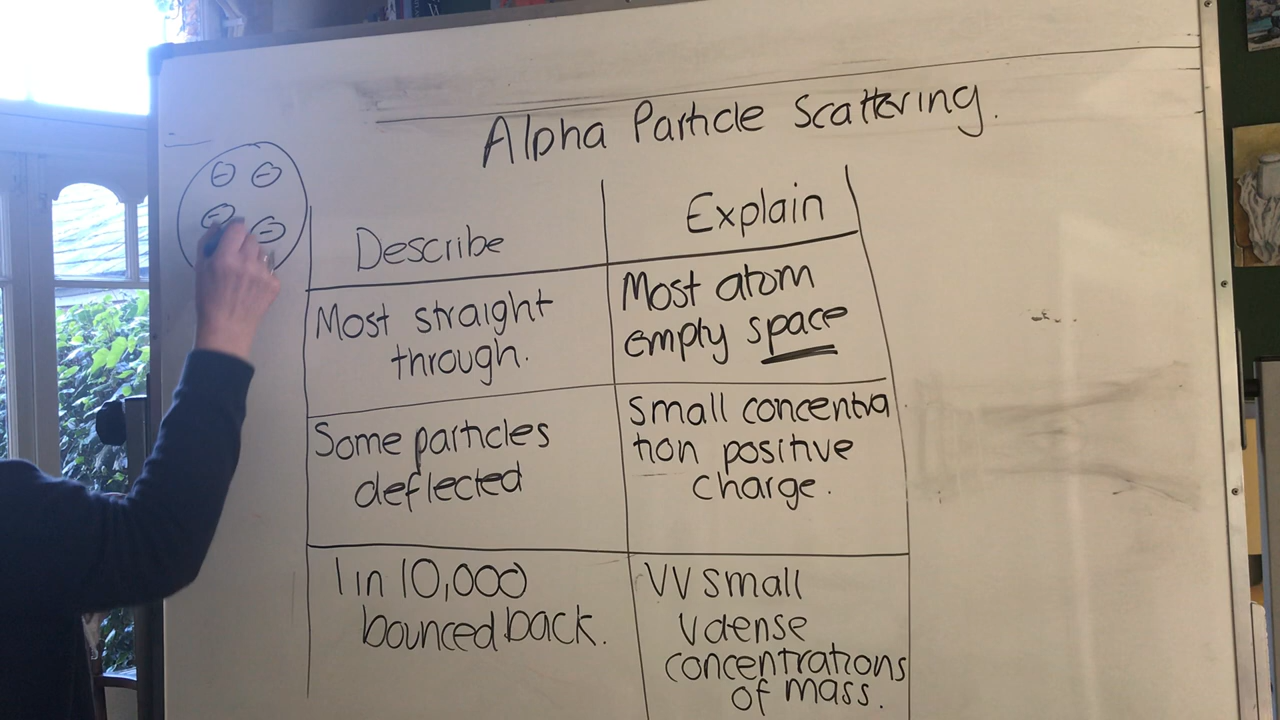 Alpha Particle Scattering.
Describe
Explain
Most straight
through.
Most atom
empty space
Some particles
deflected
Small concentra
tion positive
charge.
1 in 10,000
bounced back.
VV small
V dense
concentrations
of mass.